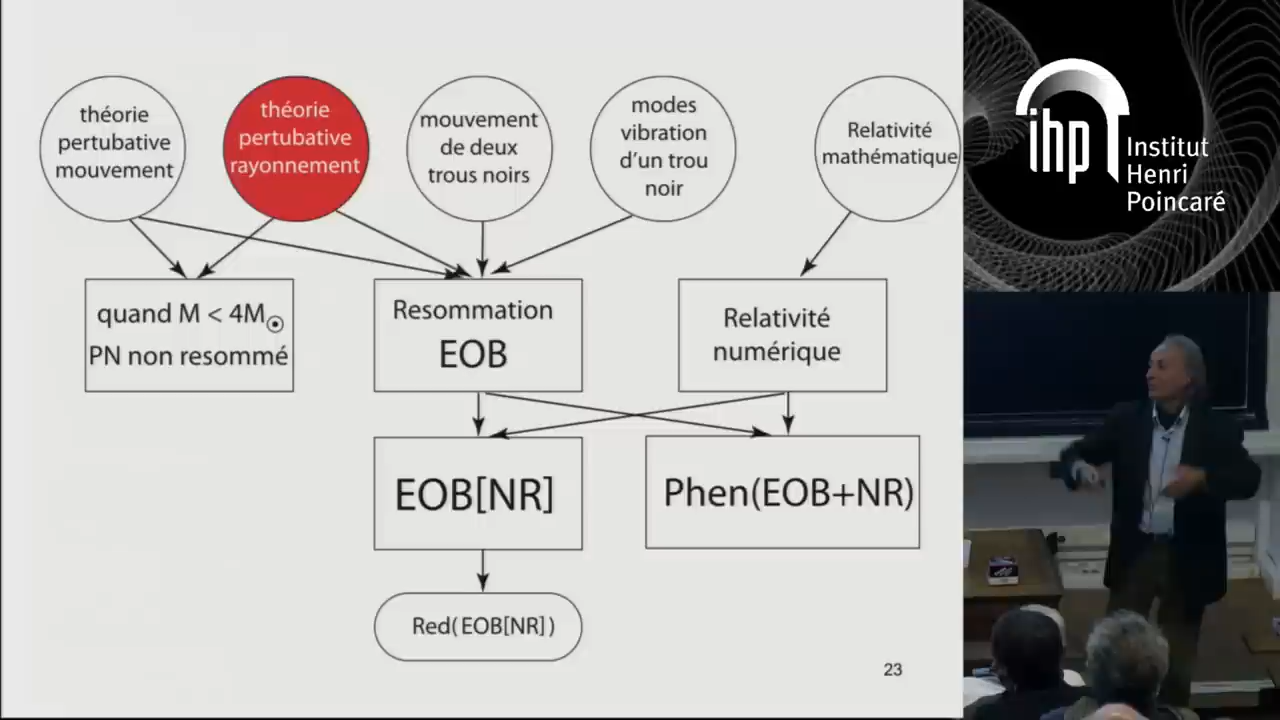 théorie
pertubative
mouvement
théorie
pertubative
rayonnement
mouvement
de deux
trous noirs
modes
vibration
d'un trou
noir
Relativité
mathématique
ihp
Institut
Henri
Poincaré
quand M < 4M☉
PN non resommé
Resommation
EOB
Relativité
numérique
EOB[NR]
Phen(EOB+NR)
Red(EOB[NR])
23